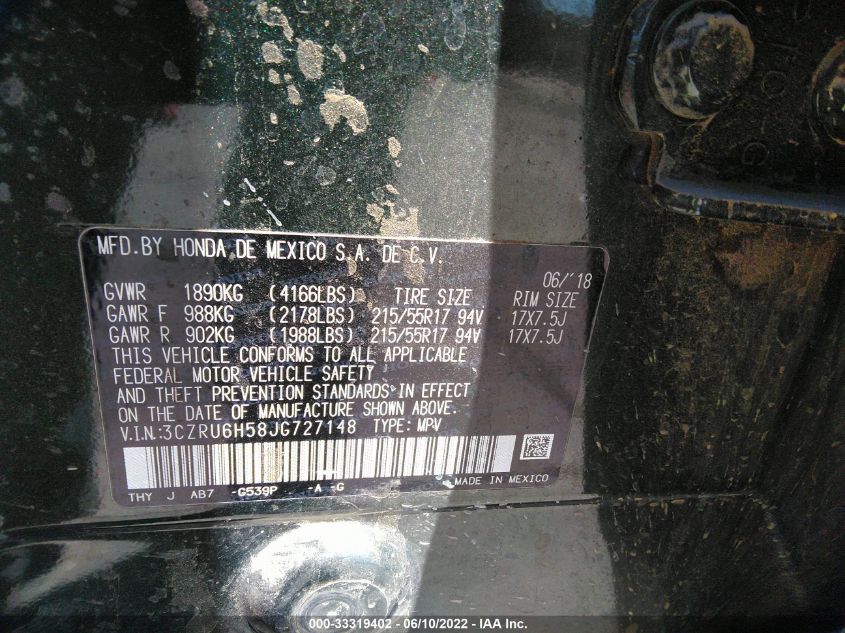 MFD.BY HONDA DE MEXICO S.A. DE C.V.
06/'18
GVWR 1890KG (4166LBS) TIRE SIZE RIM SIZE
GAWR F 988KG (2178LBS) 215/55R17 94V 17X7.5J
GAWR R 902KG (1988LBS) 215/55R17 94V 17X7.5J
THIS VEHICLE CONFORMS TO ALL APPLICABLE
FEDERAL MOTOR VEHICLE SAFETY
AND THEFT PREVENTION STANDARDS IN EFFECT
ON THE DATE OF MANUFACTURE SHOWN ABOVE.
V.I.N.:3CZRU6H58JG727148 TYPE: MPV
THY J AB7 -G539P -A -G MADE IN MEXICO
000-33319402 - 06/10/2022 - IAA Inc.